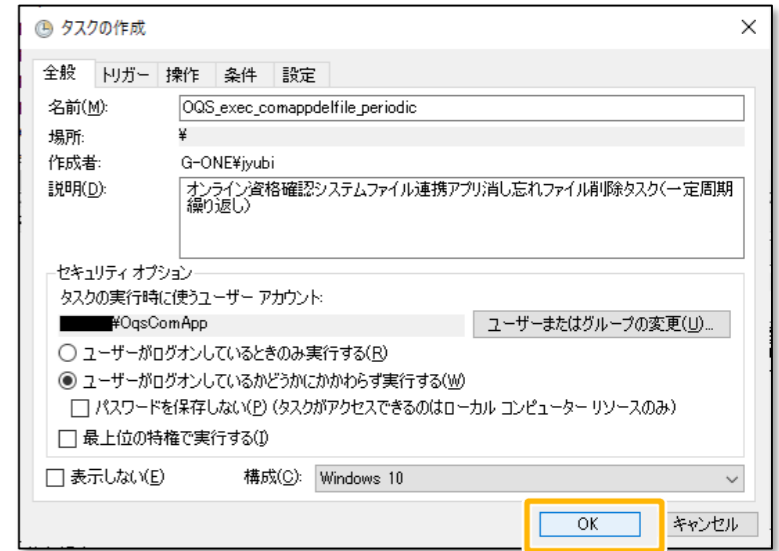 タスクの作成
全般 トリガー 操作 条件 設定
名前(M): OQS_exec_comappdelfile_periodic
場所: ¥
作成者: G-ONE¥jyubi
説明(D): オンライン資格確認システムファイル連携アプリ消し忘れファイル削除タスク(一定周期
繰り返し)
セキュリティ オプション
タスクの実行時に使うユーザー アカウント:
¥OqsComApp ユーザーまたはグループの変更(U)...
ユーザーがログオンしているときのみ実行する(R)
ユーザーがログオンしているかどうかにかかわらず実行する(W)
パスワードを保存しない(P) (タスクがアクセスできるのはローカル コンピューター リソースのみ)
最上位の特権で実行する(I)
表示しない(E) 構成(C): Windows 10
OK キャンセル